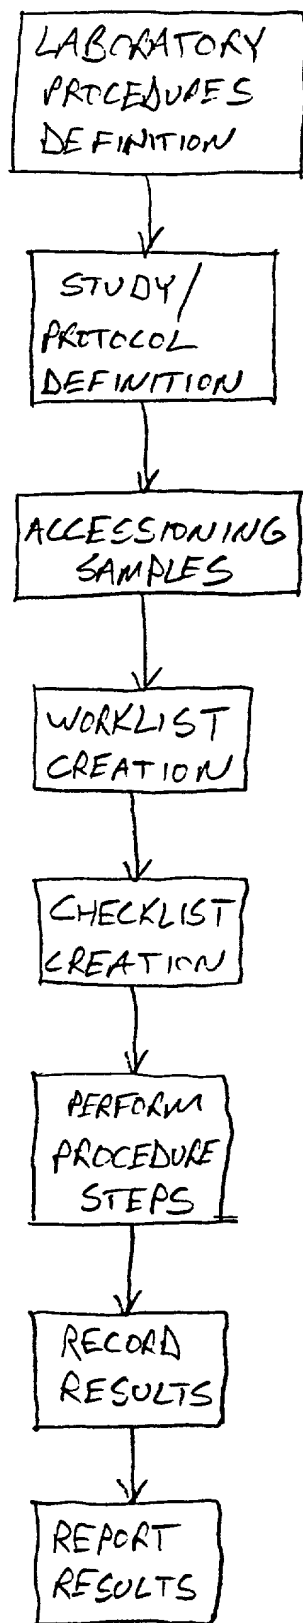 LABORATORY
PROCEDURES
DEFINITION
STUDY/
PROTOCOL
DEFINITION
ACCESSIONING
SAMPLES
WORKLIST
CREATION
CHECKLIST
CREATION
PERFORM
PROCEDURE
STEPS
RECORD
RESULTS
REPORT
RESULTS